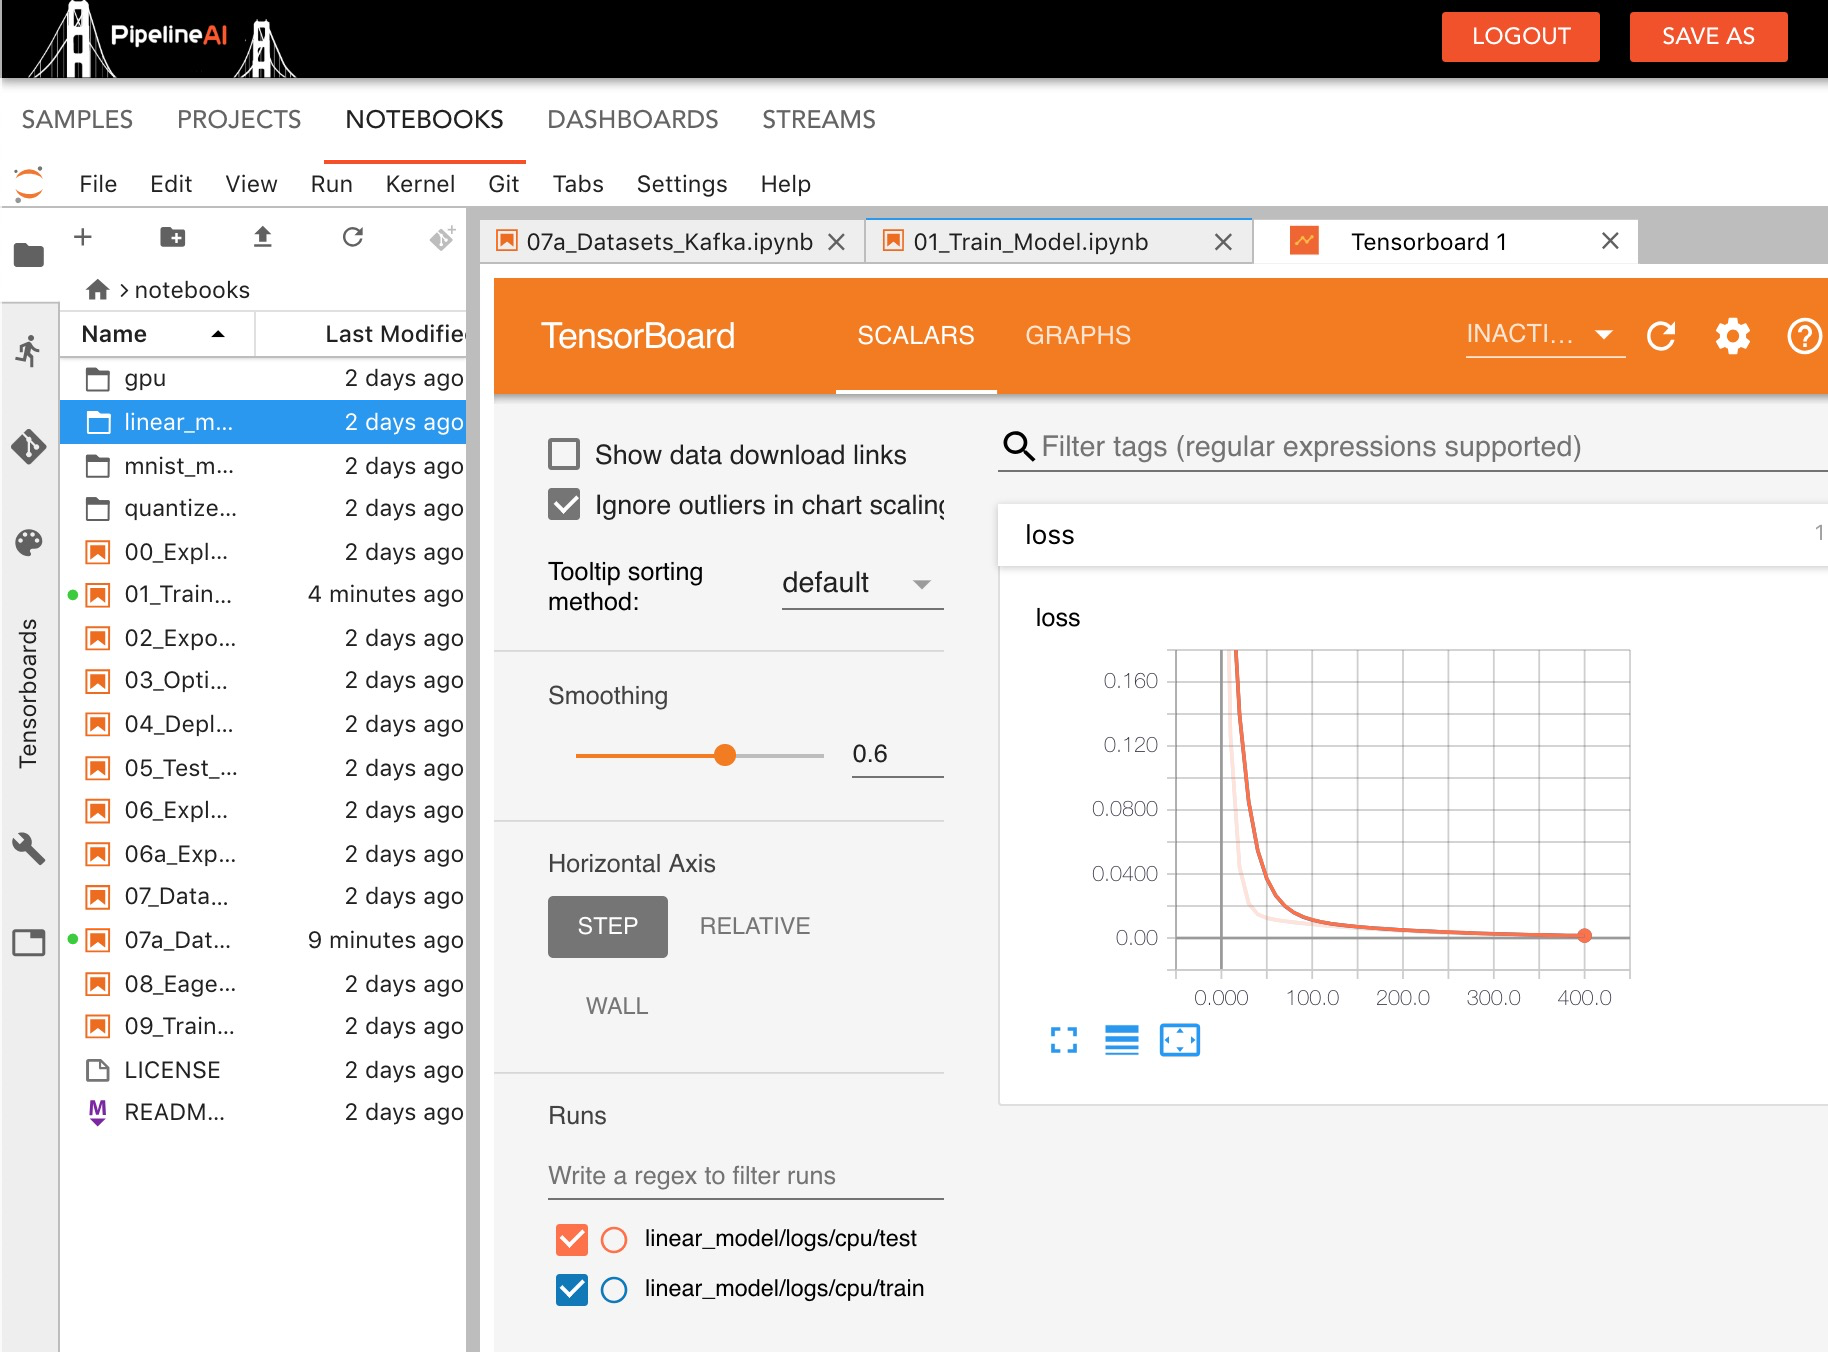 PipelineAI
LOGOUT
SAVE AS
SAMPLES PROJECTS NOTEBOOKS DASHBOARDS STREAMS
File Edit View Run Kernel Git Tabs Settings Help
07a_Datasets_Kafka.ipynb
01_Train_Model.ipynb
Tensorboard 1
notebooks
Name Last Modifie
gpu 2 days ago
linear_m... 2 days ago
mnist_m... 2 days ago
quantize... 2 days ago
00_Expl... 2 days ago
01_Train... 4 minutes ago
02_Expo... 2 days ago
03_Opti... 2 days ago
04_Depl... 2 days ago
05_Test_... 2 days ago
06_Expl... 2 days ago
06a_Exp... 2 days ago
07_Data... 2 days ago
07a_Dat... 9 minutes ago
08_Eage... 2 days ago
09_Train... 2 days ago
LICENSE 2 days ago
M READM... 2 days ago
Tensorboards
TensorBoard SCALARS GRAPHS INACTI...
Show data download links
Ignore outliers in chart scaling
Tooltip sorting
method:
default
Smoothing
0.6
Horizontal Axis
STEP RELATIVE
WALL
Runs
Write a regex to filter runs
linear_model/logs/cpu/test
linear_model/logs/cpu/train
Filter tags (regular expressions supported)
loss 1
loss
0.160
0.120
0.0800
0.0400
0.00
0.000 100.0 200.0 300.0 400.0